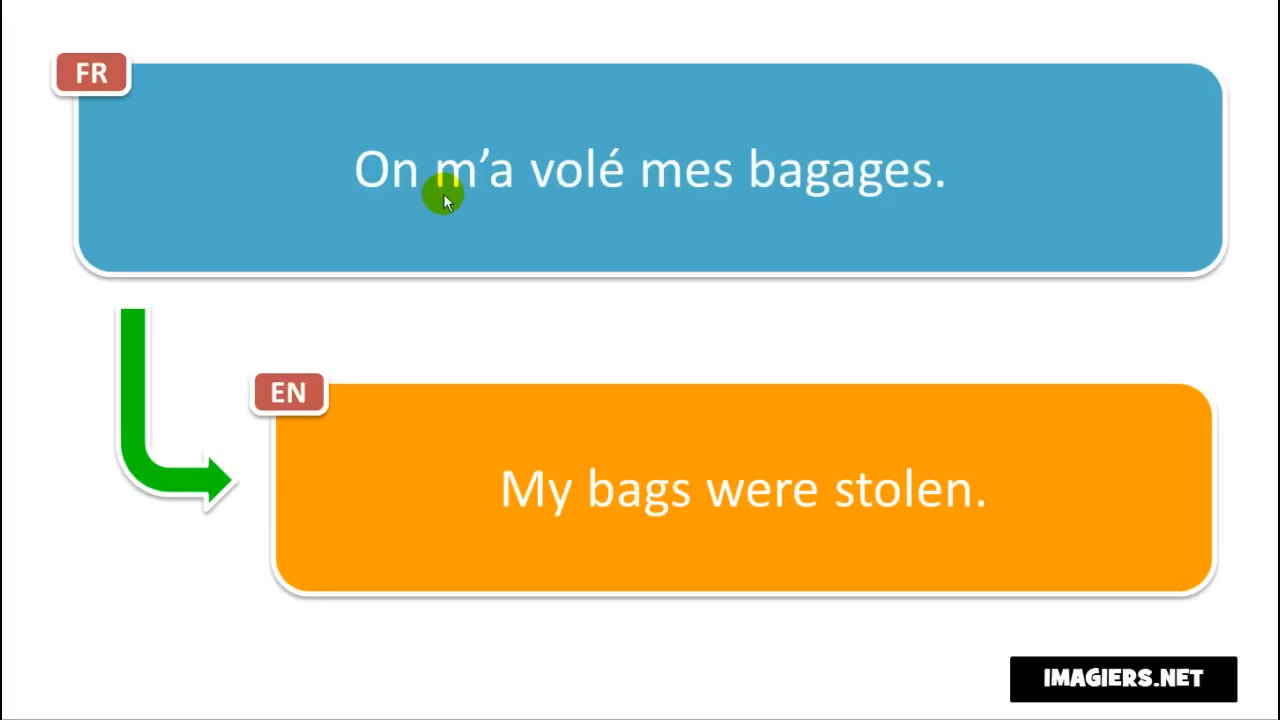 FR
On m’a volé mes bagages.
EN
My bags were stolen.
IMAGIERS.NET